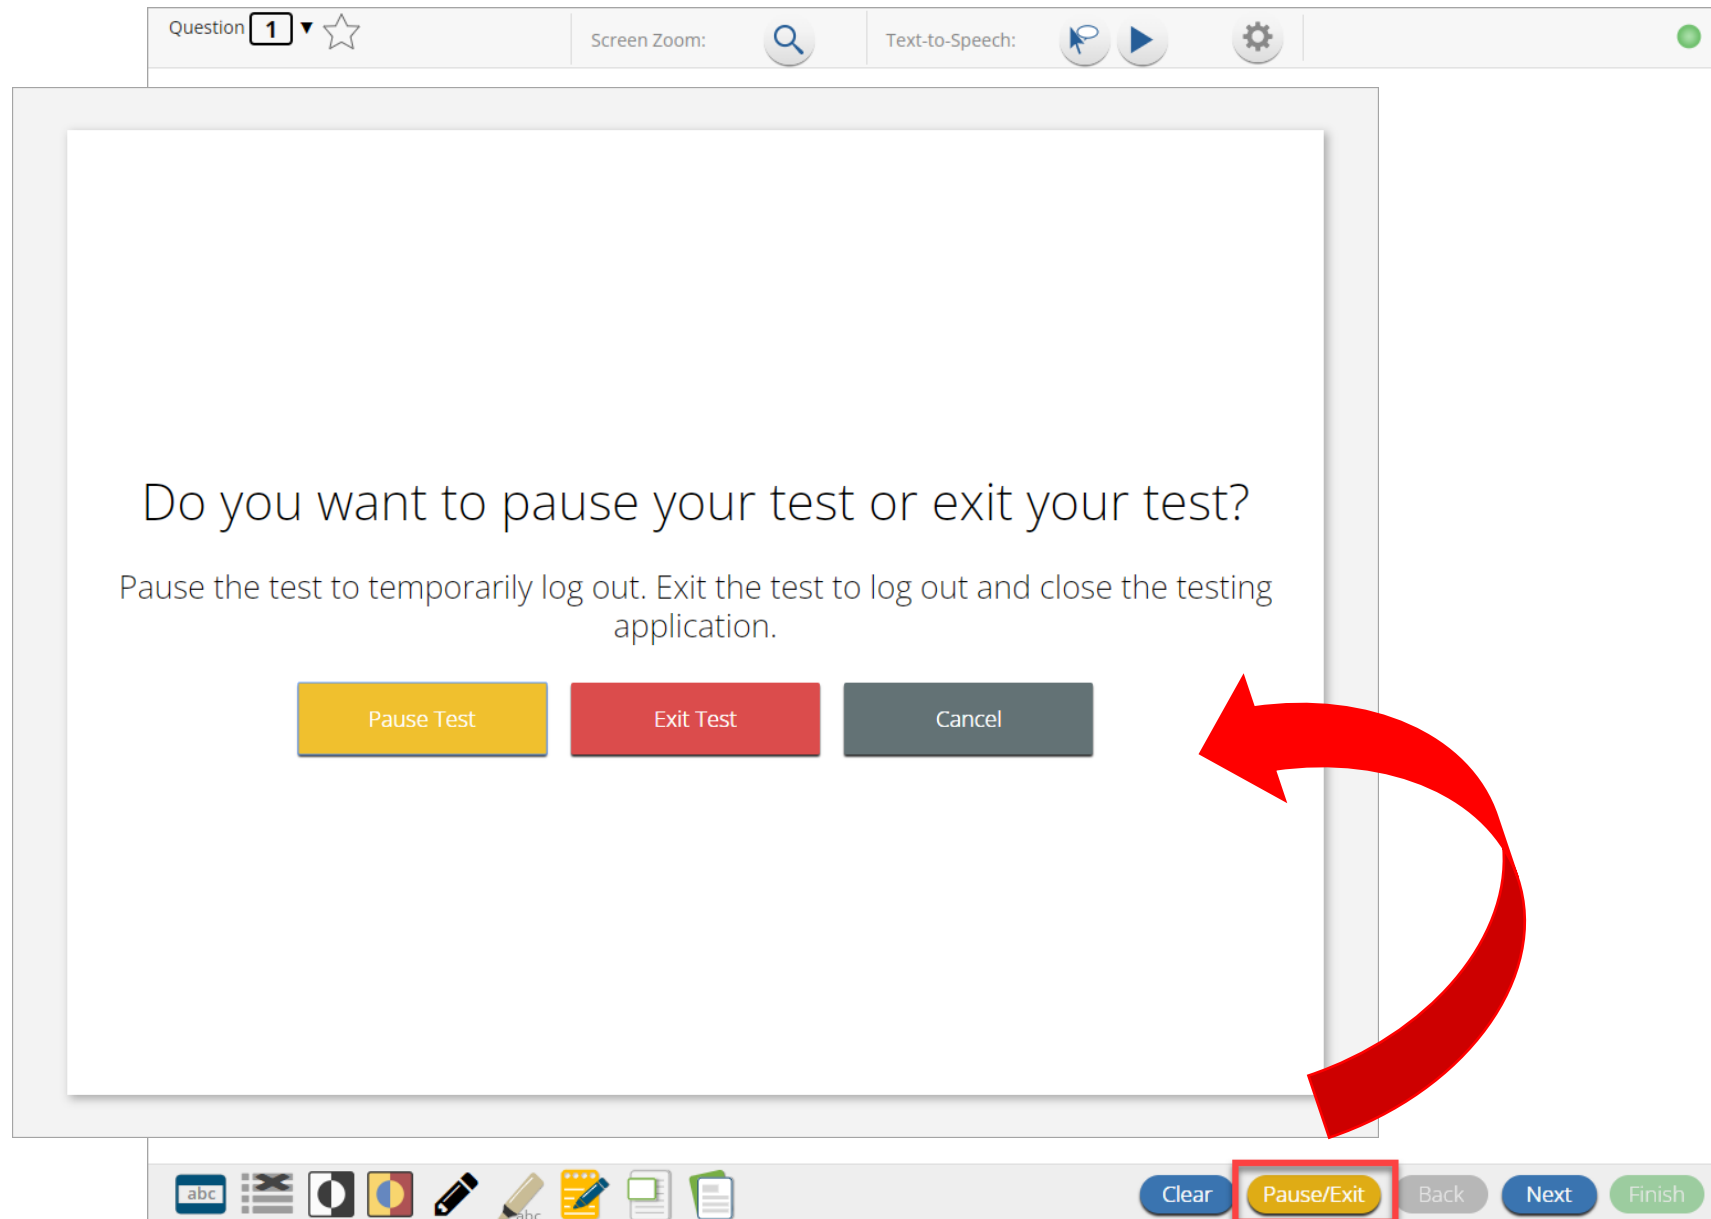 Question 1
Screen Zoom:
Text-to-Speech:
Do you want to pause your test or exit your test?
Pause the test to temporarily log out. Exit the test to log out and close the testing
application.
Pause Test
Exit Test
Cancel
abc
abc
Clear
Pause/Exit
Back
Next
Finish